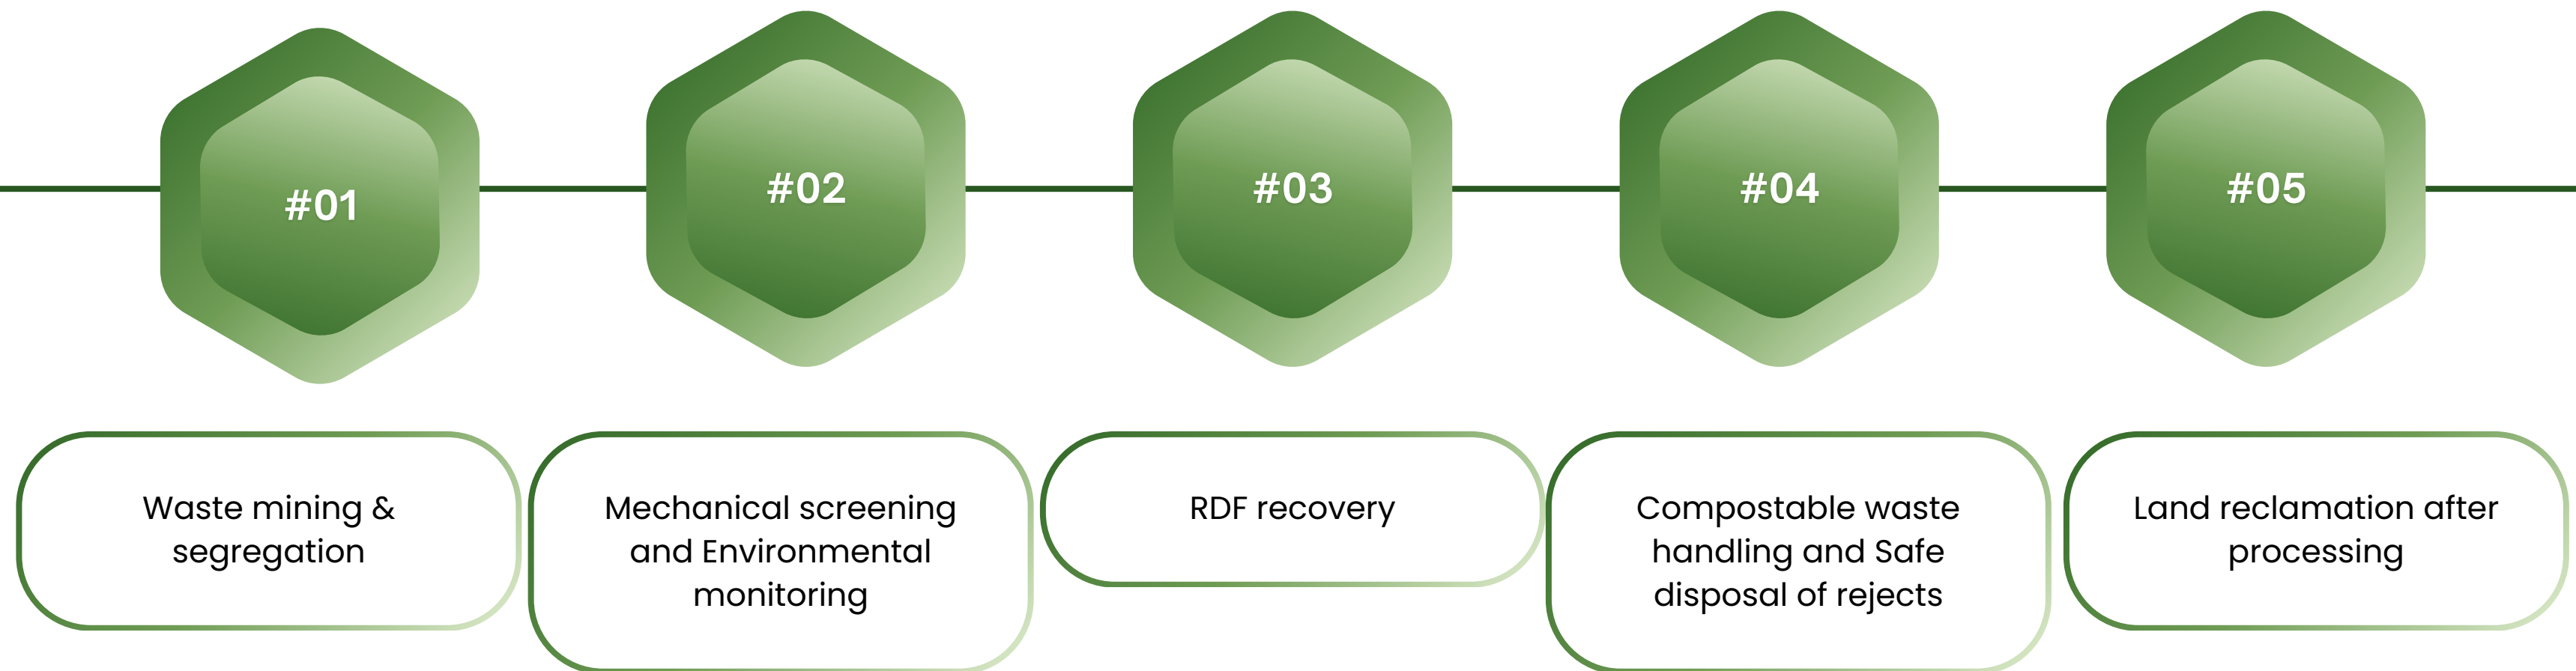 #01
#02
#03
#04
#05
Waste mining &
segregation
Mechanical screening
and Environmental
monitoring
RDF recovery
Compostable waste
handling and Safe
disposal of rejects
Land reclamation after
processing